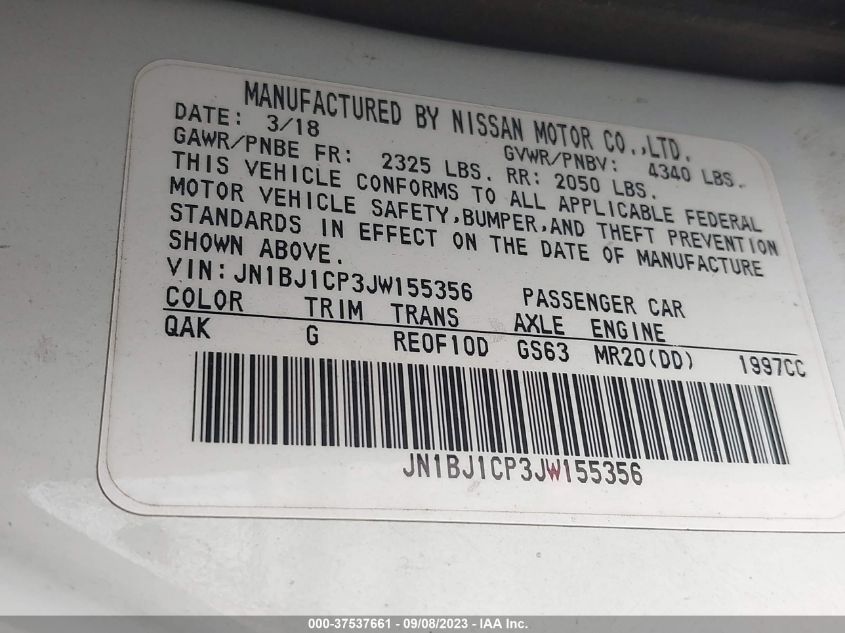 MANUFACTURED BY NISSAN MOTOR CO.,LTD.
DATE: 3/18 GVWR/PNBV: 4340 LBS.
GAWR/PNBE FR: 2325 LBS. RR: 2050 LBS.
THIS VEHICLE CONFORMS TO ALL APPLICABLE FEDERAL
MOTOR VEHICLE SAFETY,BUMPER,AND THEFT PREVENTION
STANDARDS IN EFFECT ON THE DATE OF MANUFACTURE
SHOWN ABOVE.
VIN:JN1BJ1CP3JW155356 PASSENGER CAR
COLOR TRIM TRANS AXLE ENGINE
QAK G RE0F10D GS63 MR20(DD) 1997CC
JN1BJ1CP3JW155356
000-37537661 - 09/08/2023 - IAA Inc.